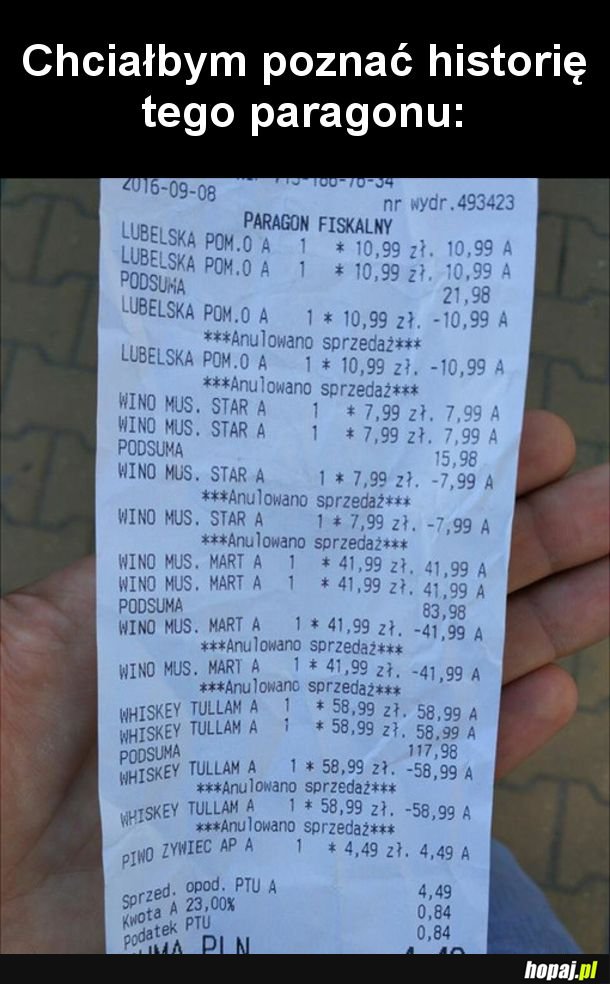 Chciałbym poznać historię
tego paragonu:
2016-09-08
nr wydr.493423
PARAGON FISKALNY
LUBELSKA POM.O A 1 * 10,99 zł. 10,99 A
LUBELSKA POM.O A 1 * 10,99 zł. 10,99 A
PODSUMA 21,98
LUBELSKA POM.O A 1 * 10,99 zł. -10,99 A
***Anulowano sprzedaż***
LUBELSKA POM.O A 1 * 10,99 zł. -10,99 A
***Anulowano sprzedaż***
WINO MUS. STAR A 1 * 7,99 zł. 7,99 A
WINO MUS. STAR A 1 * 7,99 zł. 7,99 A
PODSUMA 15,98
WINO MUS. STAR A 1 * 7,99 zł. -7,99 A
***Anulowano sprzedaż***
WINO MUS. STAR A 1 * 7,99 zł. -7,99 A
***Anulowano sprzedaż***
WINO MUS. MART A 1 * 41,99 zł. 41,99 A
WINO MUS. MART A 1 * 41,99 zł. 41,99 A
PODSUMA 83,98
WINO MUS. MART A 1 * 41,99 zł. -41,99 A
***Anulowano sprzedaż***
WINO MUS. MART A 1 * 41,99 zł. -41,99 A
***Anulowano sprzedaż***
WHISKEY TULLAM A 1 * 58,99 zł. 58,99 A
WHISKEY TULLAM A 1 * 58,99 zł. 58,99 A
PODSUMA 117,98
WHISKEY TULLAM A 1 * 58,99 zł. -58,99 A
***Anulowano sprzedaż***
WHISKEY TULLAM A 1 * 58,99 zł. -58,99 A
***Anulowano sprzedaż***
PIWO ZYWIEC AP A 1 * 4,49 zł. 4,49 A
Sprzed. opod. PTU A 4,49
Kwota A 23,00% 0,84
Podatek PTU 0,84
PLN
hopaj.pl